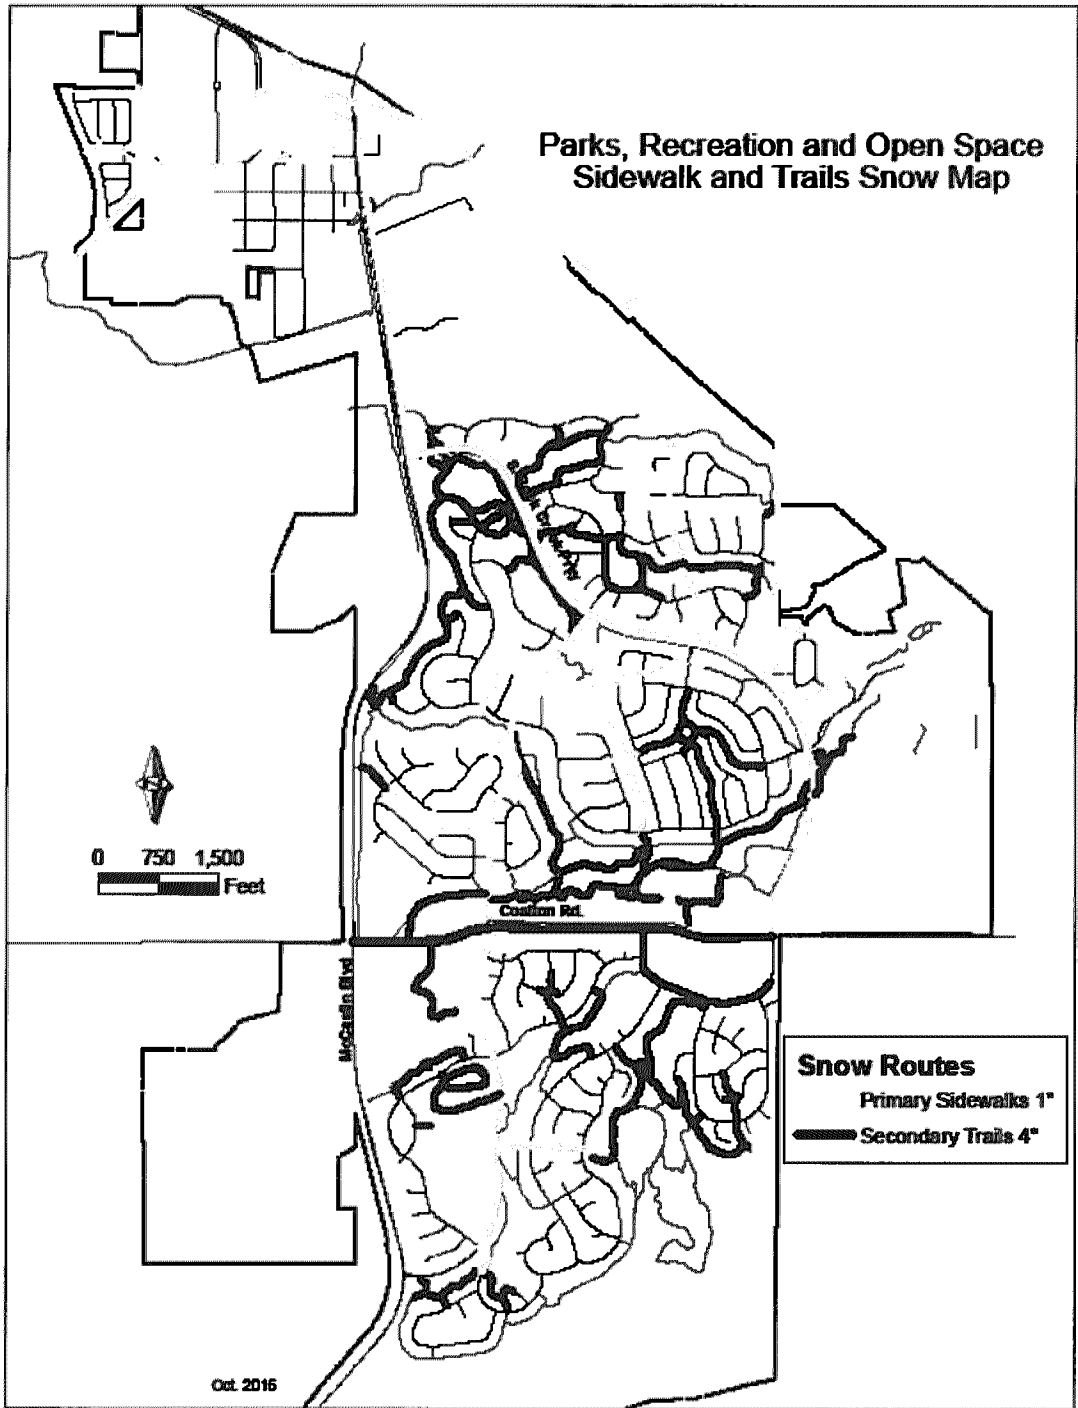 Parks, Recreation and Open Space
Sidewalk and Trails Snow Map
0 750 1,500
Feet
Coalton Rd.
McCaslin Blvd
Snow Routes
Primary Sidewalks 1"
Secondary Trails 4"
Oct. 2016